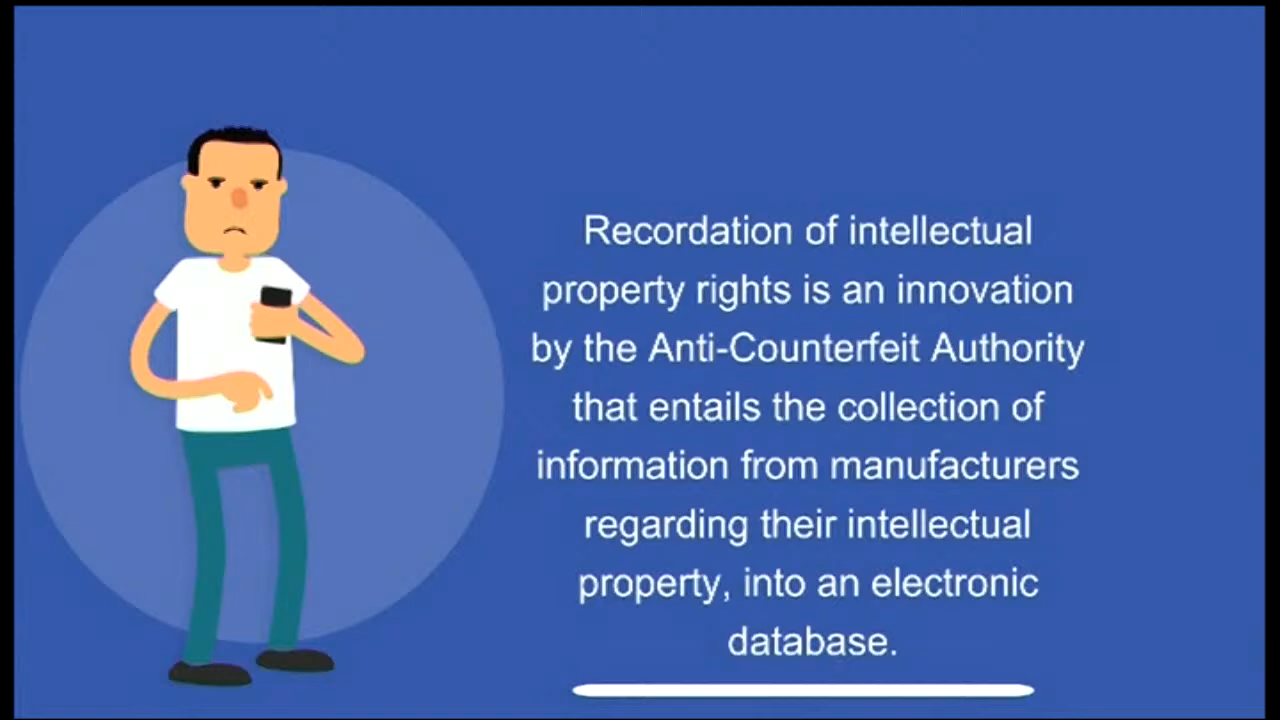 Recordation of intellectual
property rights is an innovation
by the Anti-Counterfeit Authority
that entails the collection of
information from manufacturers
regarding their intellectual
property, into an electronic
database.